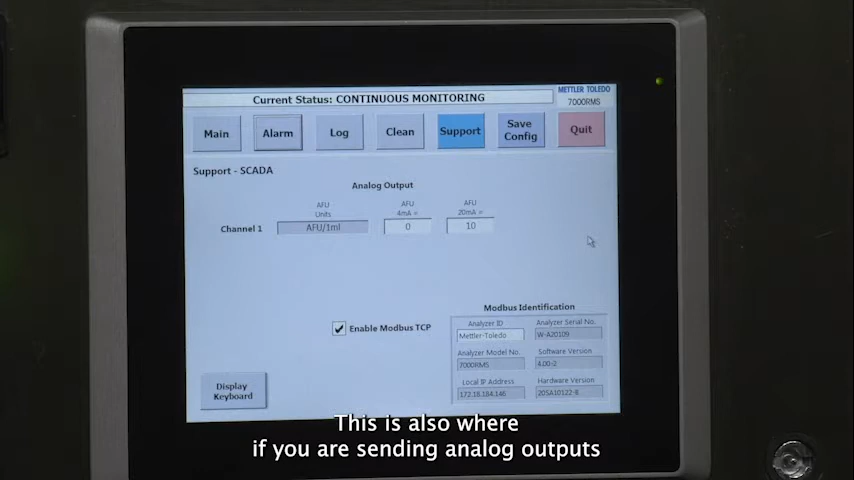 Current Status: CONTINUOUS MONITORING
METTLER TOLEDO
7000RMS
Main
Alarm
Log
Clean
Support
Save
Config
Quit
Support - SCADA
Analog Output
AFU
Units
AFU
4mA =
AFU
20mA =
Channel 1
AFU/1ml
0
10
Enable Modbus TCP
Modbus Identification
Analyzer ID
Analyzer Serial No.
Mettler-Toledo
W-A20109
Analyzer Model No.
Software Version
7000RMS
Local IP Address
Hardware Version
172.18.184.146
Display
Keyboard
This is also where
if you are sending analog outputs